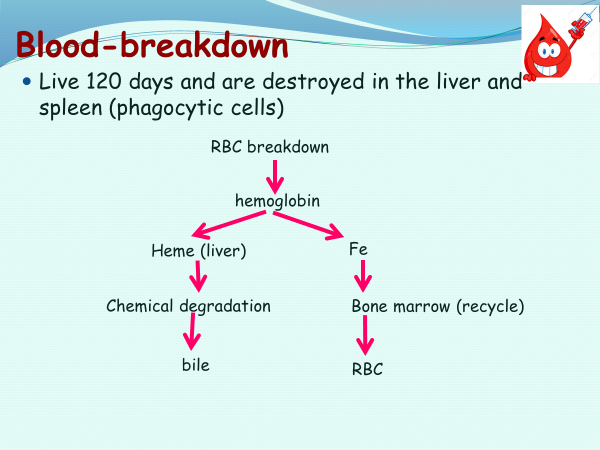 Blood-breakdown
Live 120 days and are destroyed in the liver and
spleen (phagocytic cells)
RBC breakdown
hemoglobin
Heme (liver)
Fe
Chemical degradation
Bone marrow (recycle)
bile
RBC